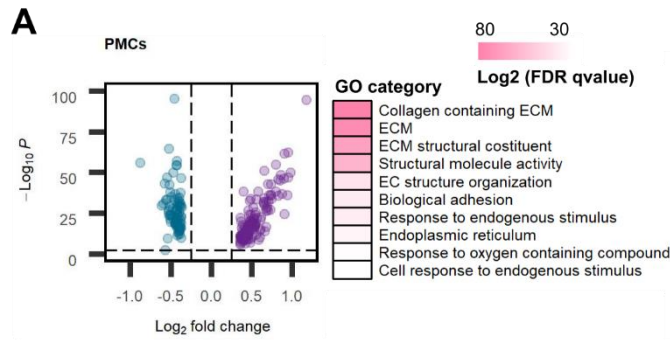 A
PMCs
80 30
Log2 (FDR qvalue)
GO category
Collagen containing ECM
ECM
ECM structural costituent
Structural molecule activity
EC structure organization
Biological adhesion
Response to endogenous stimulus
Endoplasmic reticulum
Response to oxygen containing compound
Cell response to endogenous stimulus
100
75
50
25
0
-Log10 P
-1.0 -0.5 0.0 0.5 1.0
Log2 fold change